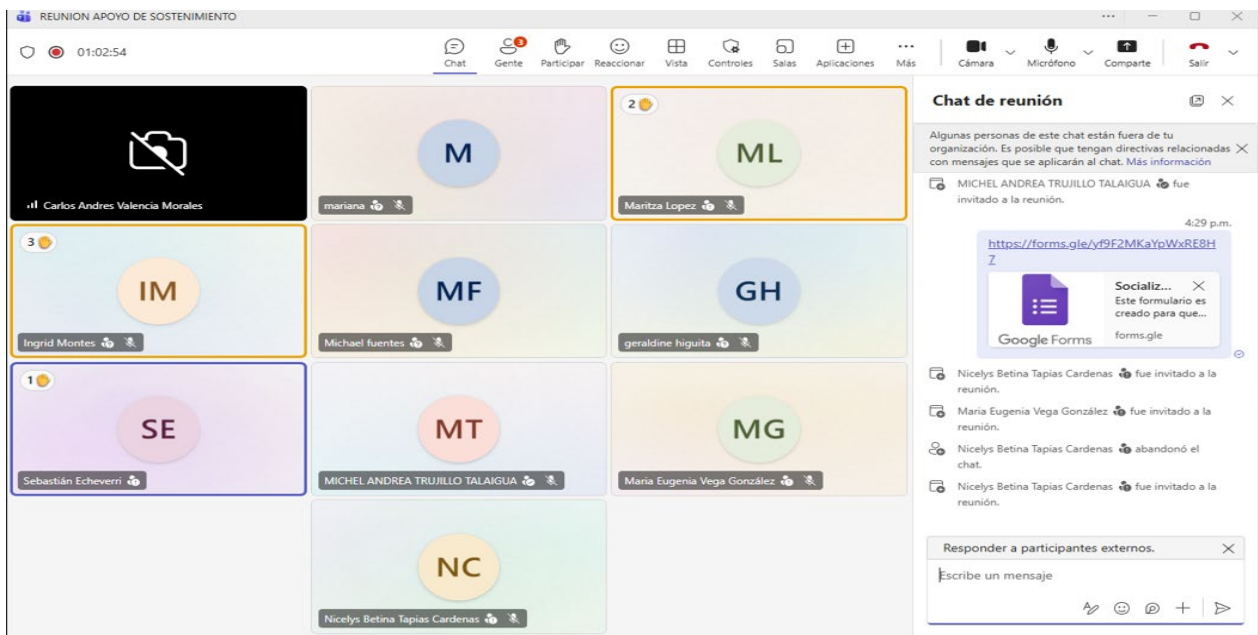 REUNION APOYO DE SOSTENIMIENTO
01:02:54
Chat
3
Gente
Participar
Reaccionar
Vista
Controles
Salas
Aplicaciones
Más
Cámara
Micrófono
Comparte
Salir
Carlos Andres Valencia Morales
M
mariana
2
ML
Maritza Lopez
3
IM
Ingrid Montes
MF
Michael fuentes
GH
geraldine higuita
1
SE
Sebastián Echeverri
MT
MICHEL ANDREA TRUJILLO TALAIGUA
MG
Maria Eugenia Vega González
NC
Nicelys Betina Tapias Cardenas
Chat de reunión
Algunas personas de este chat están fuera de tu
organización. Es posible que tengan directivas relacionadas
con mensajes que se aplicarán al chat. Más información
MICHEL ANDREA TRUJILLO TALAIGUA fue
invitado a la reunión.
4:29 p.m.
https://forms.gle/yf9F2MKaYpWxRE8H
7
Socializ...
Este formulario es
creado para que...
Google Forms
forms.gle
Nicelys Betina Tapias Cardenas fue invitado a la
reunión.
Maria Eugenia Vega González fue invitado a la
reunión.
Nicelys Betina Tapias Cardenas abandonó el
chat.
Nicelys Betina Tapias Cardenas fue invitado a la
reunión.
Responder a participantes externos.
Escribe un mensaje